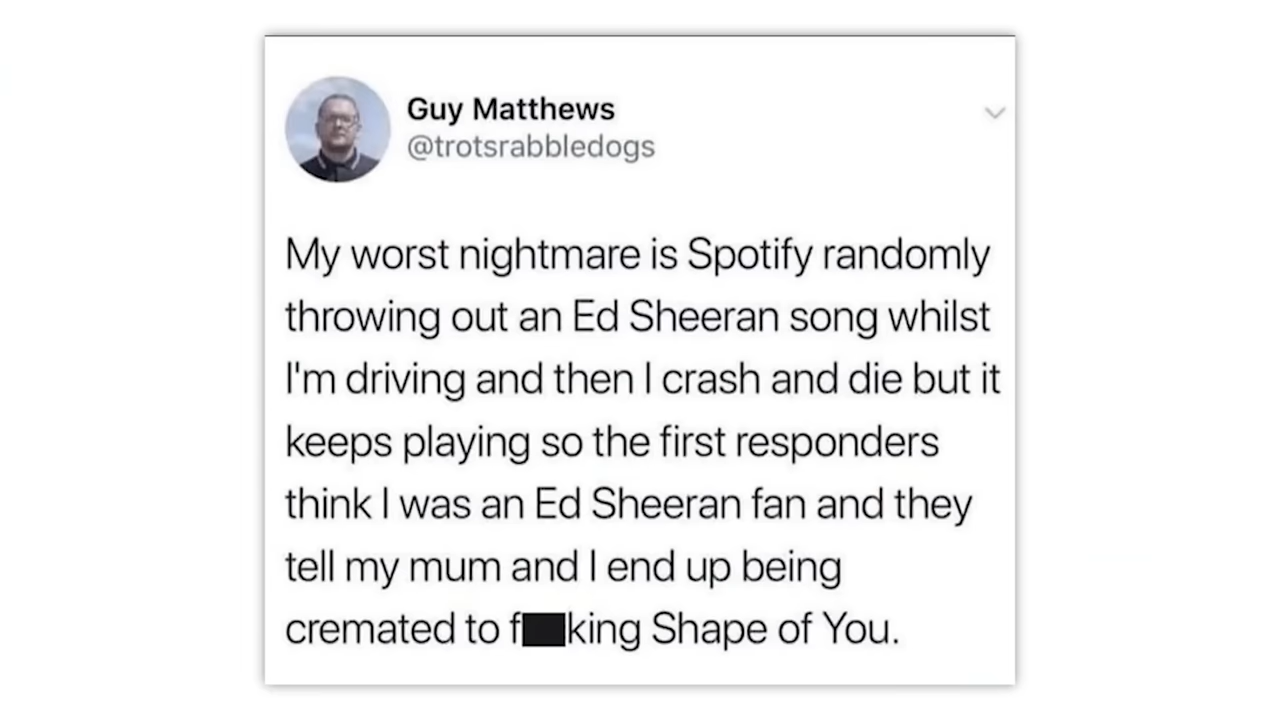 Guy Matthews
@trotsrabbledogs
My worst nightmare is Spotify randomly
throwing out an Ed Sheeran song whilst
I'm driving and then I crash and die but it
keeps playing so the first responders
think I was an Ed Sheeran fan and they
tell my mum and I end up being
cremated to f██king Shape of You.